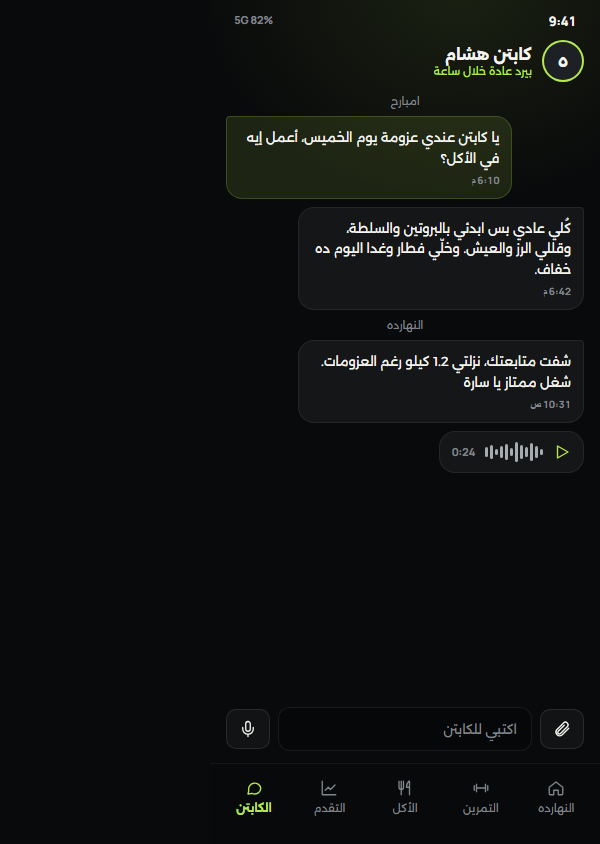 9:41
5G 82%
كابتن هشام
بيرد عادة خلال ساعة
٥
امبارح
يا كابتن عندي عزومة يوم الخميس، أعمل إيه
في الأكل؟
6:10 م
كُلي عادي بس ابدئي بالبروتين والسلطة،
وقللي الرز والعيش. وخلّي فطار وغدا اليوم ده
خفاف.
6:42 م
النهارده
شفت متابعتك، نزلتي 1.2 كيلو رغم العزومات.
شغل ممتاز يا سارة
10:31 ص
0:24
اكتبي للكابتن
النهارده
التمرين
الأكل
التقدم
الكابتن